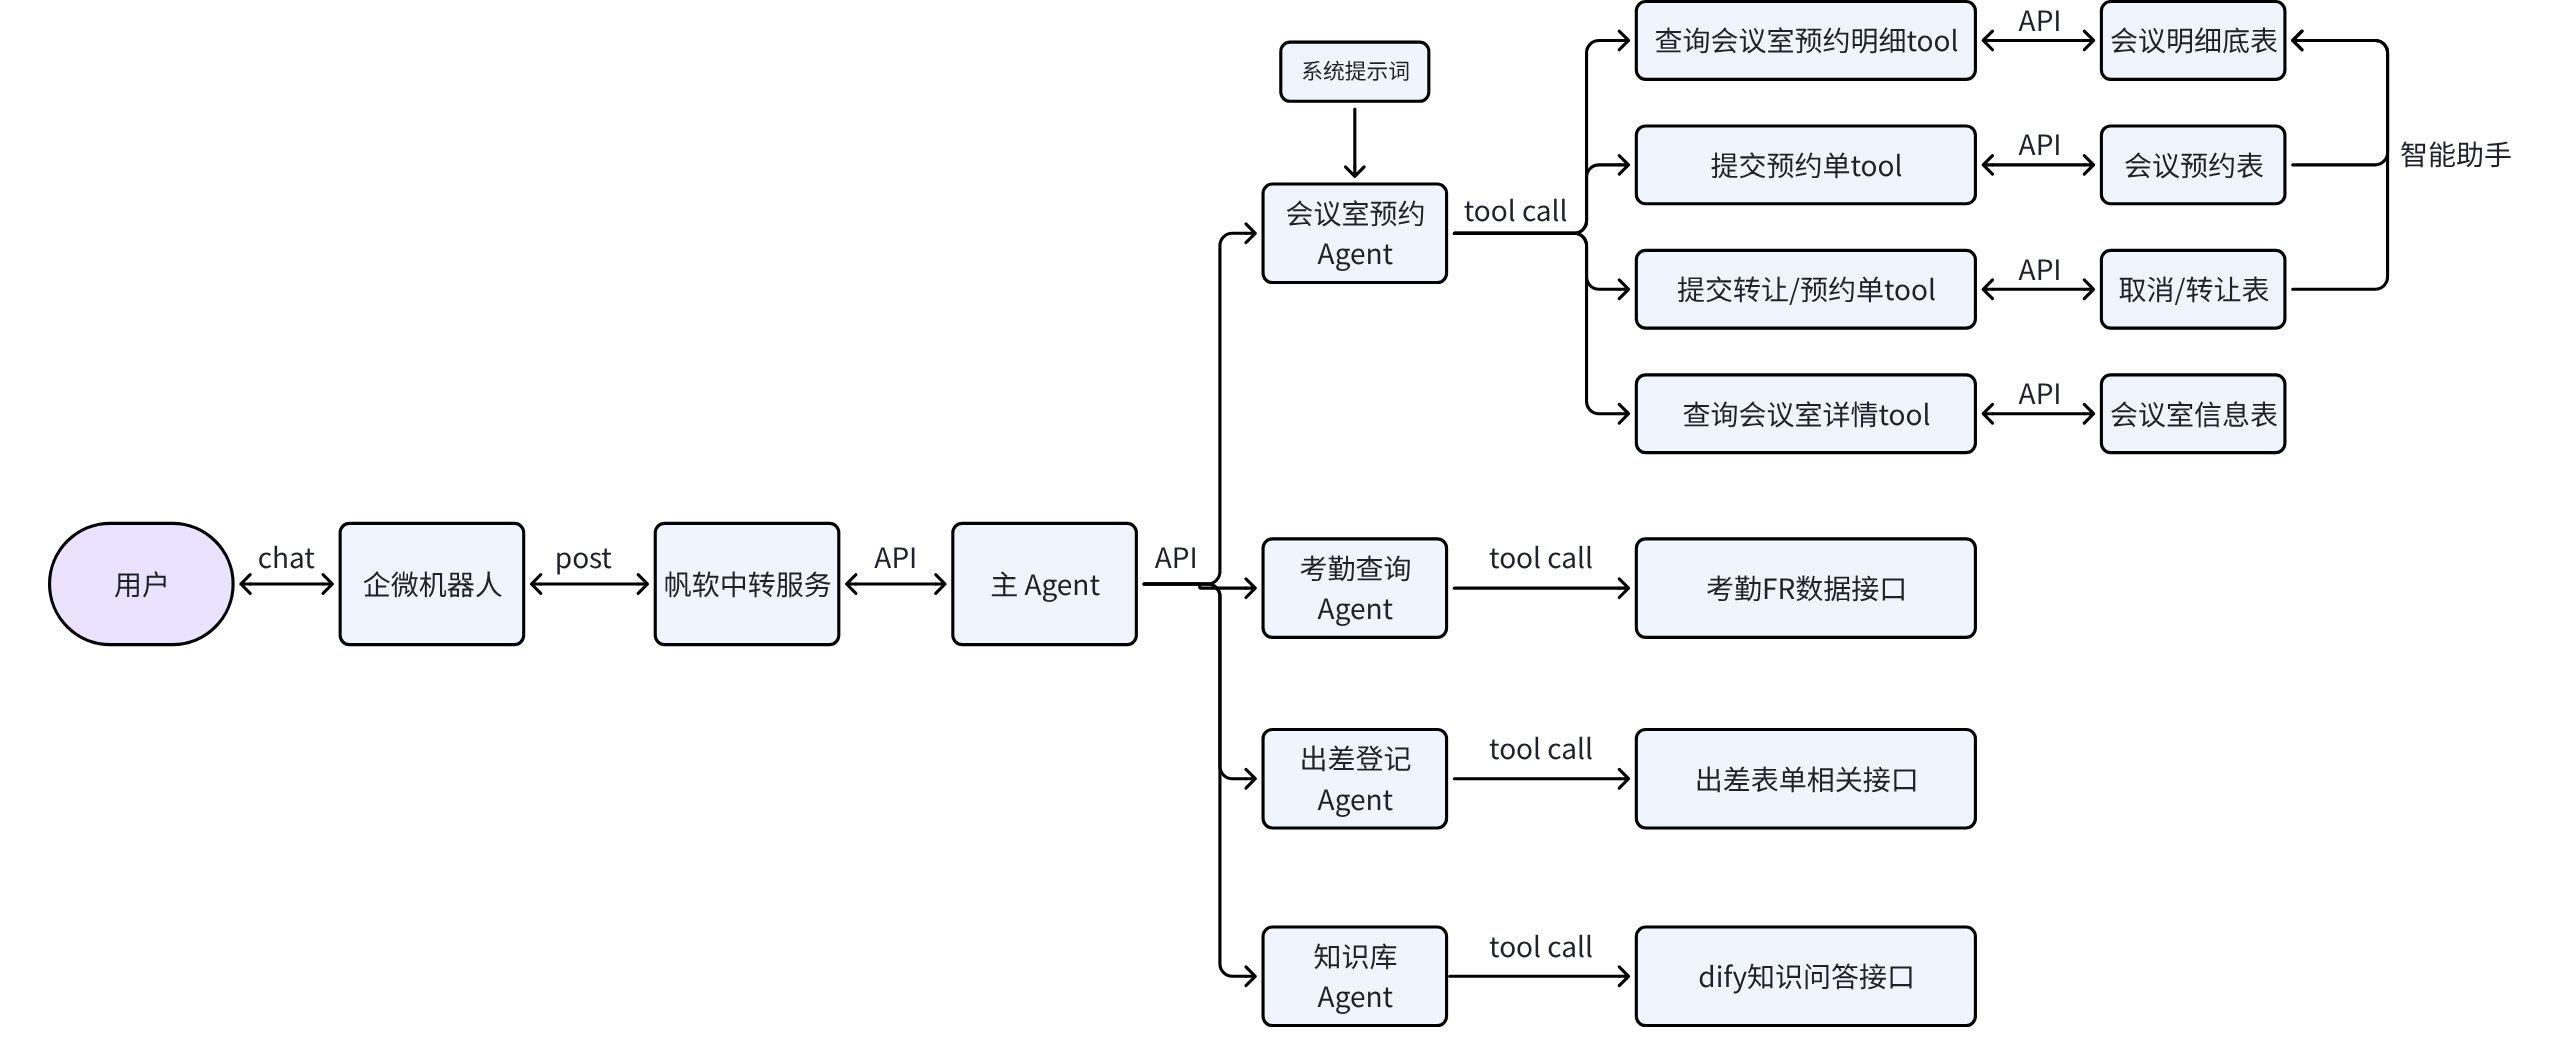 查询会议室预约明细tool
API
会议明细底表
系统提示词
提交预约单tool
API
会议预约表
智能助手
会议室预约
Agent
tool call
提交转让/预约单tool
API
取消/转让表
查询会议室详情tool
API
会议室信息表
用户
chat
企微机器人
post
帆软中转服务
API
主 Agent
API
考勤查询
Agent
tool call
考勤FR数据接口
出差登记
Agent
tool call
出差表单相关接口
知识库
Agent
tool call
dify知识问答接口